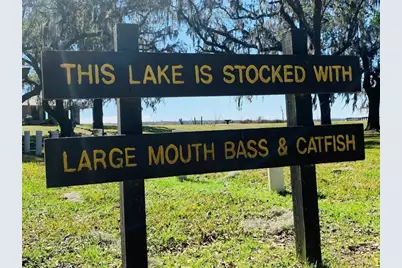 THIS LAKE IS STOCKED WITH
LARGE MOUTH BASS & CATFISH